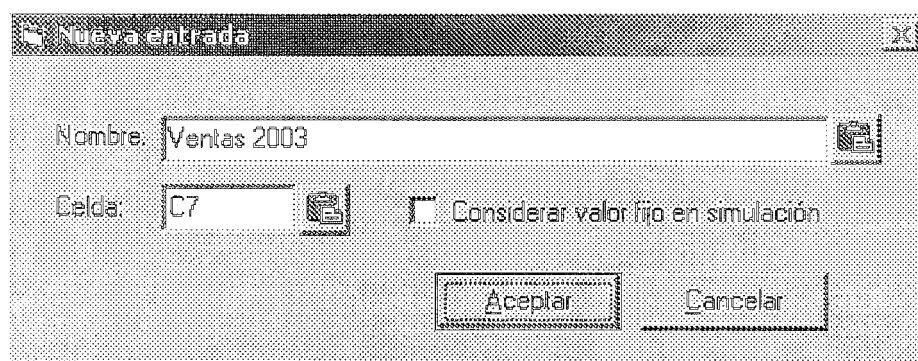 Nueva entrada
Nombre: Ventas 2003
Celda: C7 Considerar valor fijo en simulación
Aceptar Cancelar